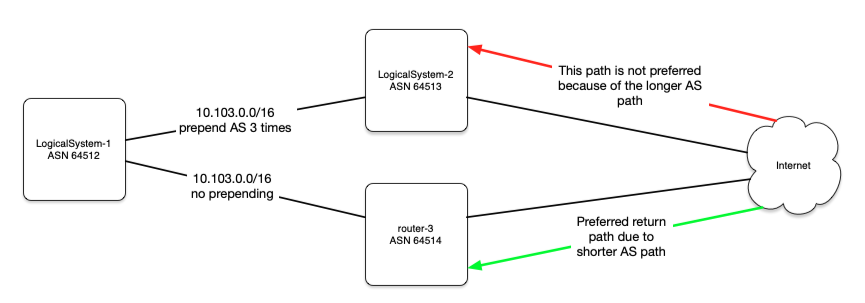 LogicalSystem-2
ASN 64513
This path is not preferred
because of the longer AS
path
10.103.0.0/16
prepend AS 3 times
LogicalSystem-1
ASN 64512
Internet
10.103.0.0/16
no prepending
router-3
ASN 64514
Preferred return
path due to
shorter AS path